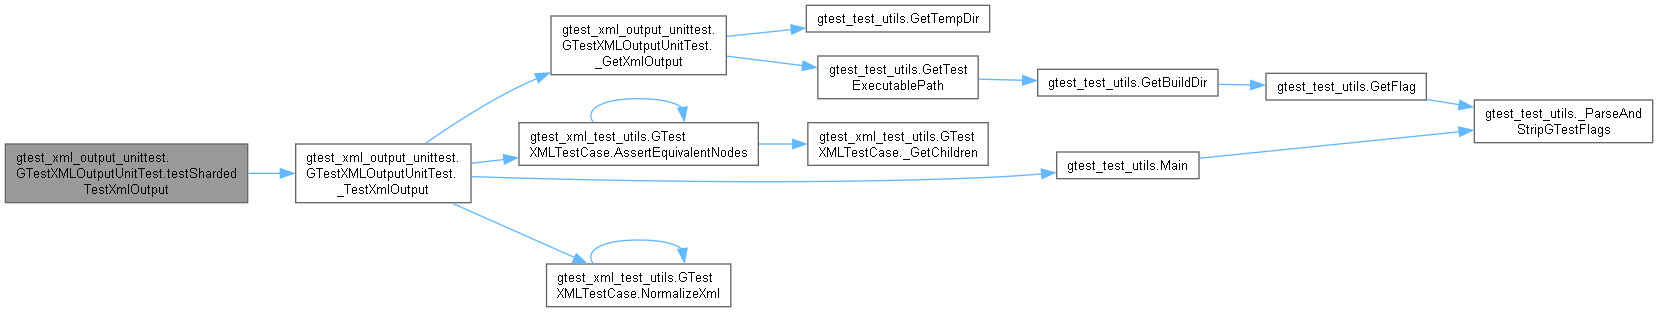 gtest_xml_output_unittest.
GTestXMLOutputUnitTest.testSharded
TestXmlOutput
gtest_xml_output_unittest.
GTestXMLOutputUnitTest.
_TestXmlOutput
gtest_xml_output_unittest.
GTestXMLOutputUnitTest.
_GetXmlOutput
gtest_test_utils.GetTempDir
gtest_test_utils.GetTest
ExecutablePath
gtest_test_utils.GetBuildDir
gtest_test_utils.GetFlag
gtest_test_utils._ParseAnd
StripGTestFlags
gtest_xml_test_utils.GTest
XMLTestCase.AssertEquivalentNodes
gtest_xml_test_utils.GTest
XMLTestCase._GetChildren
gtest_test_utils.Main
gtest_xml_test_utils.GTest
XMLTestCase.NormalizeXml